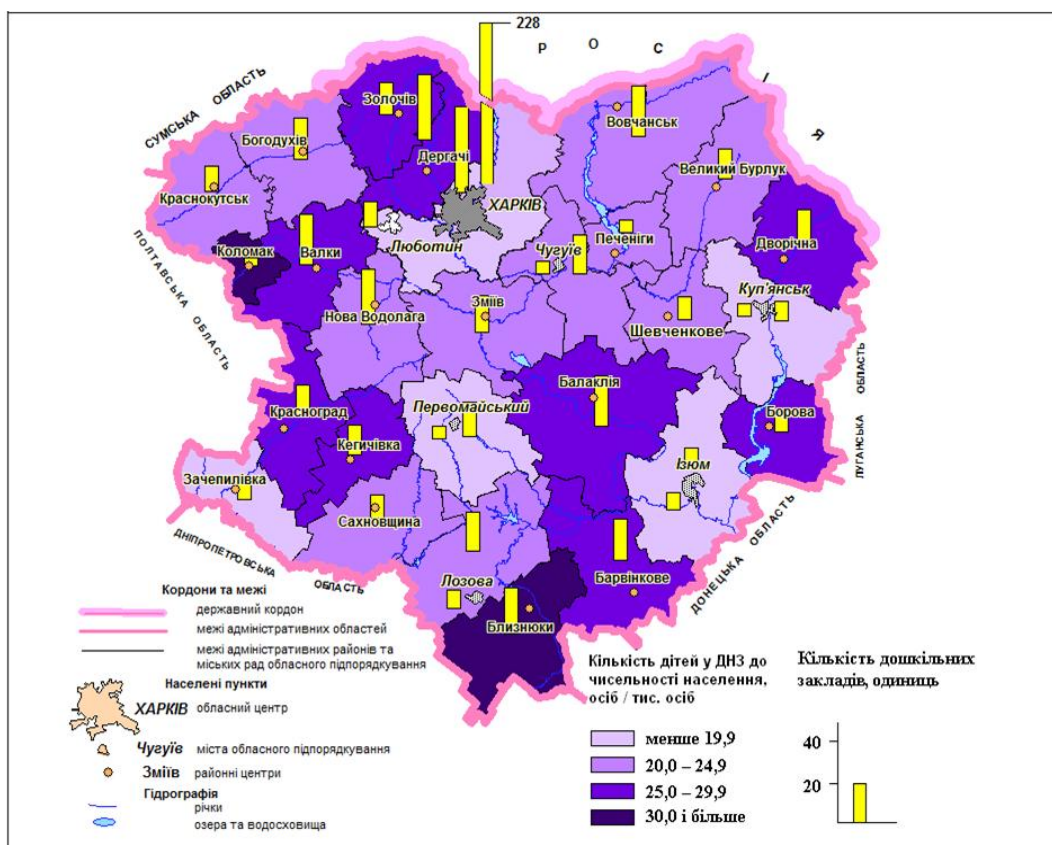 228
Р О С І Я
СУМСЬКА ОБЛАСТЬ
ПОЛТАВСЬКА ОБЛАСТЬ
ДНІПРОПЕТРОВСЬКА ОБЛАСТЬ
ДОНЕЦЬКА ОБЛАСТЬ
ЛУГАНСЬКА ОБЛАСТЬ
Золочів
Вовчанськ
Богодухів
Дергачі
Великий Бурлук
Краснокутськ
ХАРКІВ
Люботин
Чугуїв
Печеніги
Дворічна
Коломак
Валки
Куп'янськ
Нова Водолага
Зміїв
Шевченкове
Балаклія
Красноград
Первомайський
Борова
Кегичівка
Ізюм
Зачепилівка
Сахновщина
Лозова
Барвінкове
Близнюки
Кордони та межі
державний кордон
межі адміністративних областей
межі адміністративних районів та
міських рад обласного підпорядкування
Населені пункти
ХАРКІВ обласний центр
Чугуїв міста обласного підпорядкування
Зміїв районні центри
Гідрографія
річки
озера та водосховища
Кількість дітей у ДНЗ до
чисельності населення,
осіб / тис. осіб
менше 19,9
20,0 – 24,9
25,0 – 29,9
30,0 і більше
Кількість дошкільних
закладів, одиниць
40
20